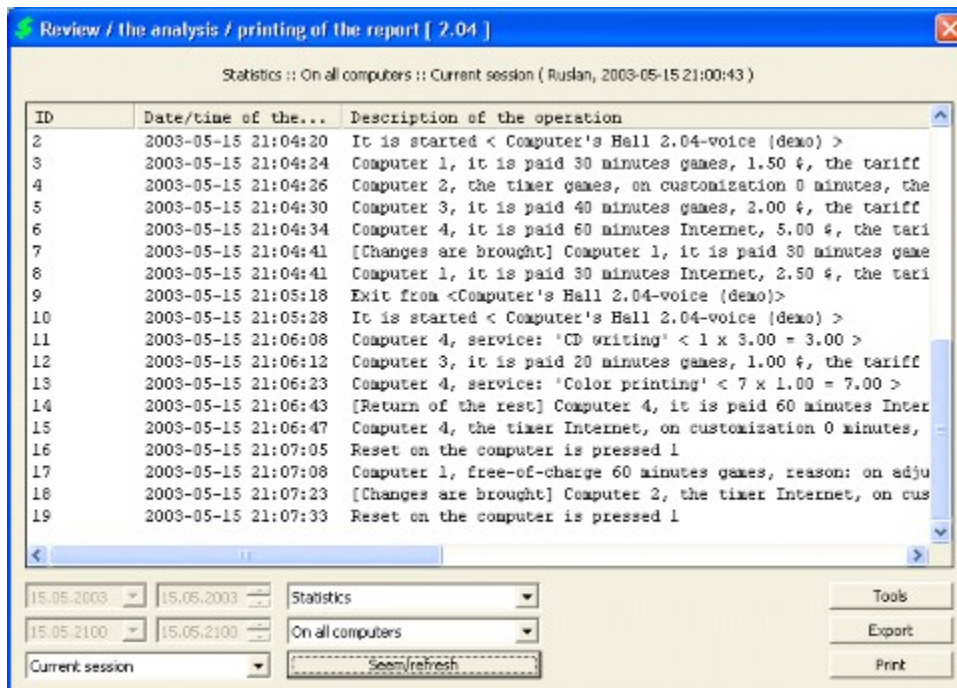 Review / the analysis / printing of the report [ 2.04 ]
Statistics :: On all computers :: Current session ( Ruslan, 2003-05-15 21:00:43 )
ID Date/time of the... Description of the operation
2 2003-05-15 21:04:20 It is started < Computer's Hall 2.04-voice (demo) >
3 2003-05-15 21:04:24 Computer 1, it is paid 30 minutes games, 1.50 $, the tariff
4 2003-05-15 21:04:26 Computer 2, the timer games, on customization 0 minutes, the
5 2003-05-15 21:04:30 Computer 3, it is paid 40 minutes games, 2.00 $, the tariff
6 2003-05-15 21:04:34 Computer 4, it is paid 60 minutes Internet, 5.00 $, the tari
7 2003-05-15 21:04:41 [Changes are brought] Computer 1, it is paid 30 minutes game
8 2003-05-15 21:04:41 Computer 1, it is paid 30 minutes Internet, 2.50 $, the tari
9 2003-05-15 21:05:18 Exit from <Computer's Hall 2.04-voice (demo)>
10 2003-05-15 21:05:28 It is started < Computer's Hall 2.04-voice (demo) >
11 2003-05-15 21:06:08 Computer 4, service: 'CD writing' < 1 x 3.00 = 3.00 >
12 2003-05-15 21:06:12 Computer 3, it is paid 20 minutes games, 1.00 $, the tariff
13 2003-05-15 21:06:23 Computer 4, service: 'Color printing' < 7 x 1.00 = 7.00 >
14 2003-05-15 21:06:43 [Return of the rest] Computer 4, it is paid 60 minutes Inter
15 2003-05-15 21:06:47 Computer 4, the timer Internet, on customization 0 minutes,
16 2003-05-15 21:07:05 Reset on the computer is pressed 1
17 2003-05-15 21:07:08 Computer 1, free-of-charge 60 minutes games, reason: on adju
18 2003-05-15 21:07:23 [Changes are brought] Computer 2, the timer Internet, on cus
19 2003-05-15 21:07:33 Reset on the computer is pressed 1
15.05.2003 15.05.2003 Statistics Tools
15.05.2100 15.05.2100 On all computers Export
Current session Seem/refresh Print